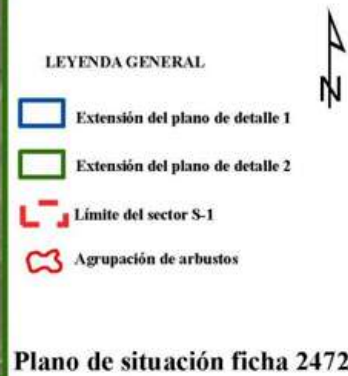 LEYENDA GENERAL
N
Extensión del plano de detalle 1
Extensión del plano de detalle 2
Límite del sector S-1
Agrupación de arbustos
Plano de situación ficha 2472